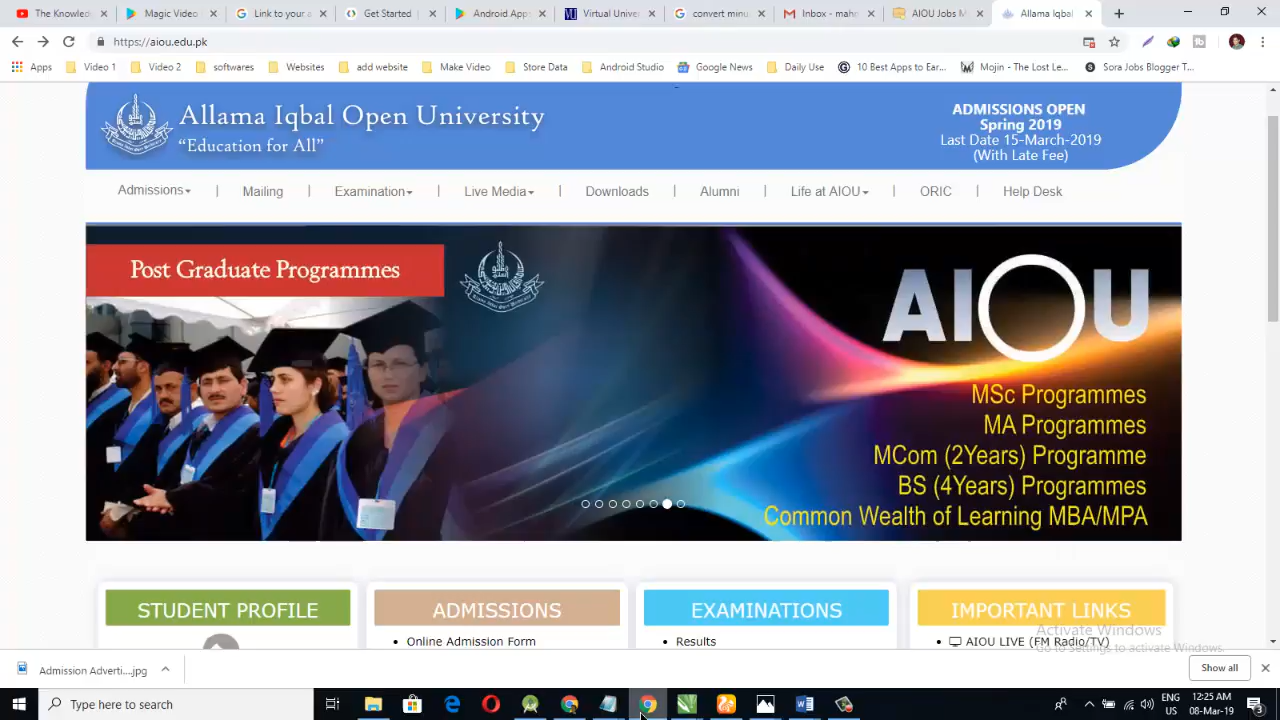 The Knowled
Magic Video
Link to your a
Get Started
Android Apps
Virtual Univer
convert minu
Inbox - maho
AIOU Jobs M
Allama Iqbal
https://aiou.edu.pk
Apps
Video 1
Video 2
softwares
Websites
add website
Make Video
Store Data
Android Studio
Google News
Daily Use
10 Best Apps to Ear...
Mojin - The Lost Le...
Sora Jobs Blogger T...
Allama Iqbal Open University
“Education for All”
ADMISSIONS OPEN
Spring 2019
Last Date 15-March-2019
(With Late Fee)
Admissions | Mailing | Examination | Live Media | Downloads | Alumni | Life at AIOU | ORIC | Help Desk
Post Graduate Programmes
AIOU
MSc Programmes
MA Programmes
MCom (2Years) Programme
BS (4Years) Programmes
Common Wealth of Learning MBA/MPA
STUDENT PROFILE
ADMISSIONS
EXAMINATIONS
IMPORTANT LINKS
• Online Admission Form
• Results
• AIOU LIVE (FM Radio/TV)
Activate Windows
Go to Settings to activate Windows.
Admission Adverti....jpg
Show all
Type here to search
ENG
US
12:25 AM
08-Mar-19
3